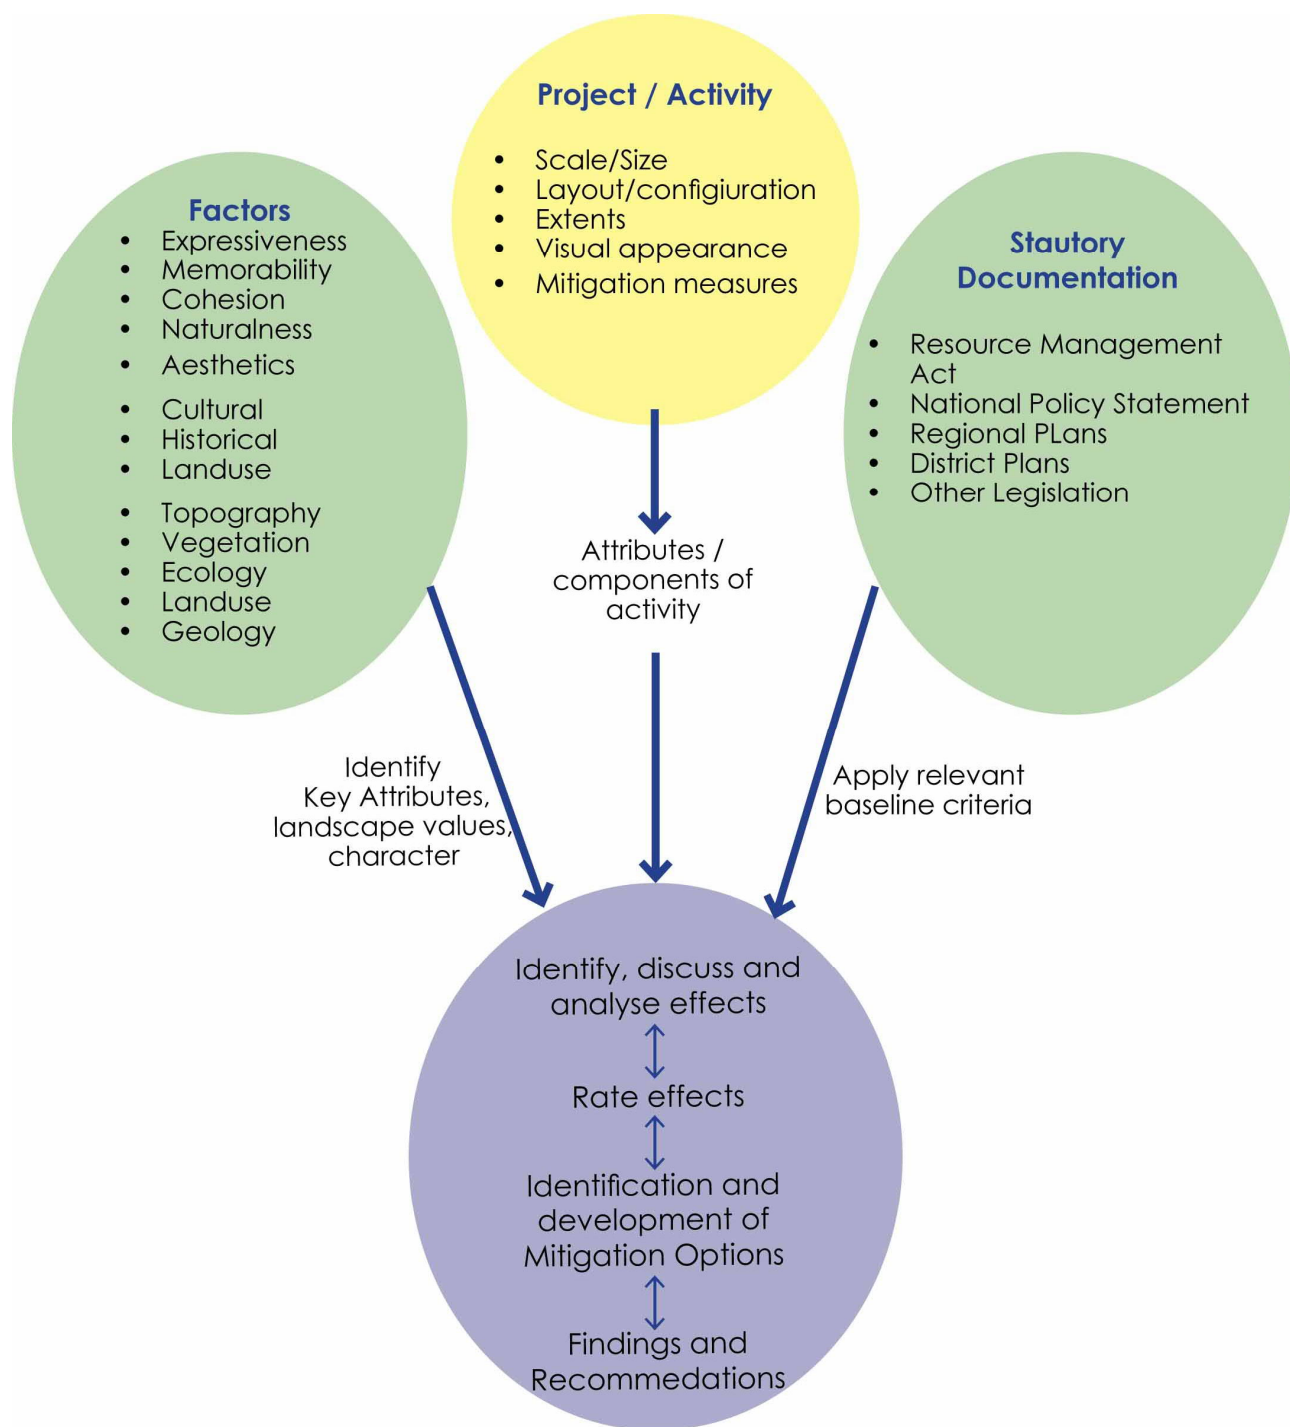 Project / Activity
• Scale/Size
• Layout/configiuration
• Extents
• Visual appearance
• Mitigation measures
Factors
• Expressiveness
• Memorability
• Cohesion
• Naturalness
• Aesthetics
• Cultural
• Historical
• Landuse
• Topography
• Vegetation
• Ecology
• Landuse
• Geology
Stautory
Documentation
• Resource Management
Act
• National Policy Statement
• Regional PLans
• District Plans
• Other Legislation
Attributes /
components of
activity
Identify
Key Attributes,
landscape values,
character
Apply relevant
baseline criteria
Identify, discuss and
analyse effects
Rate effects
Identification and
development of
Mitigation Options
Findings and
Recommedations